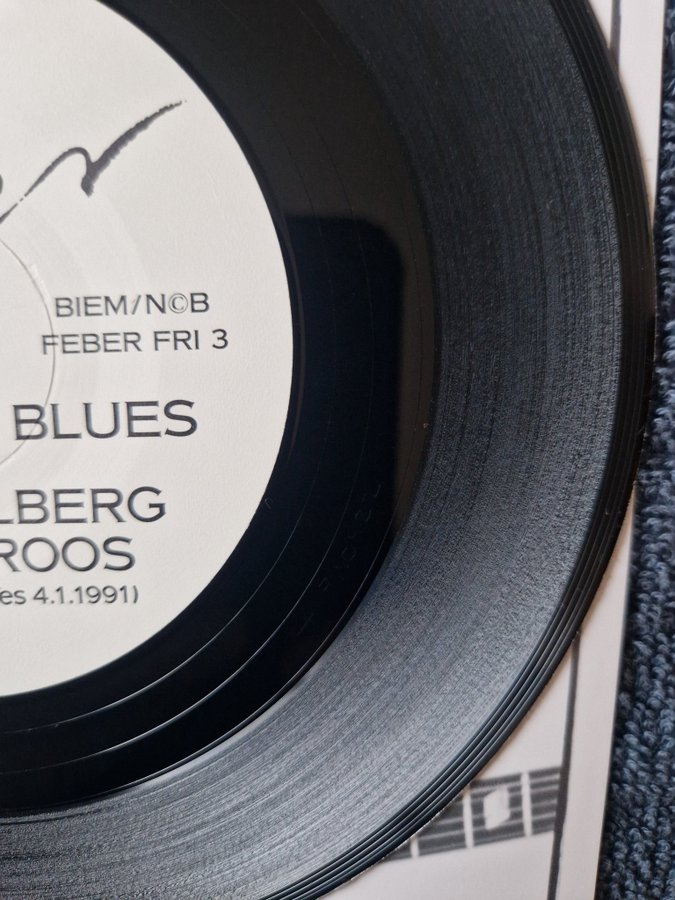 BIEM/N©B
FEBER FRI 3
BLUES
LBERG
ROOS
es 4.1.1991)